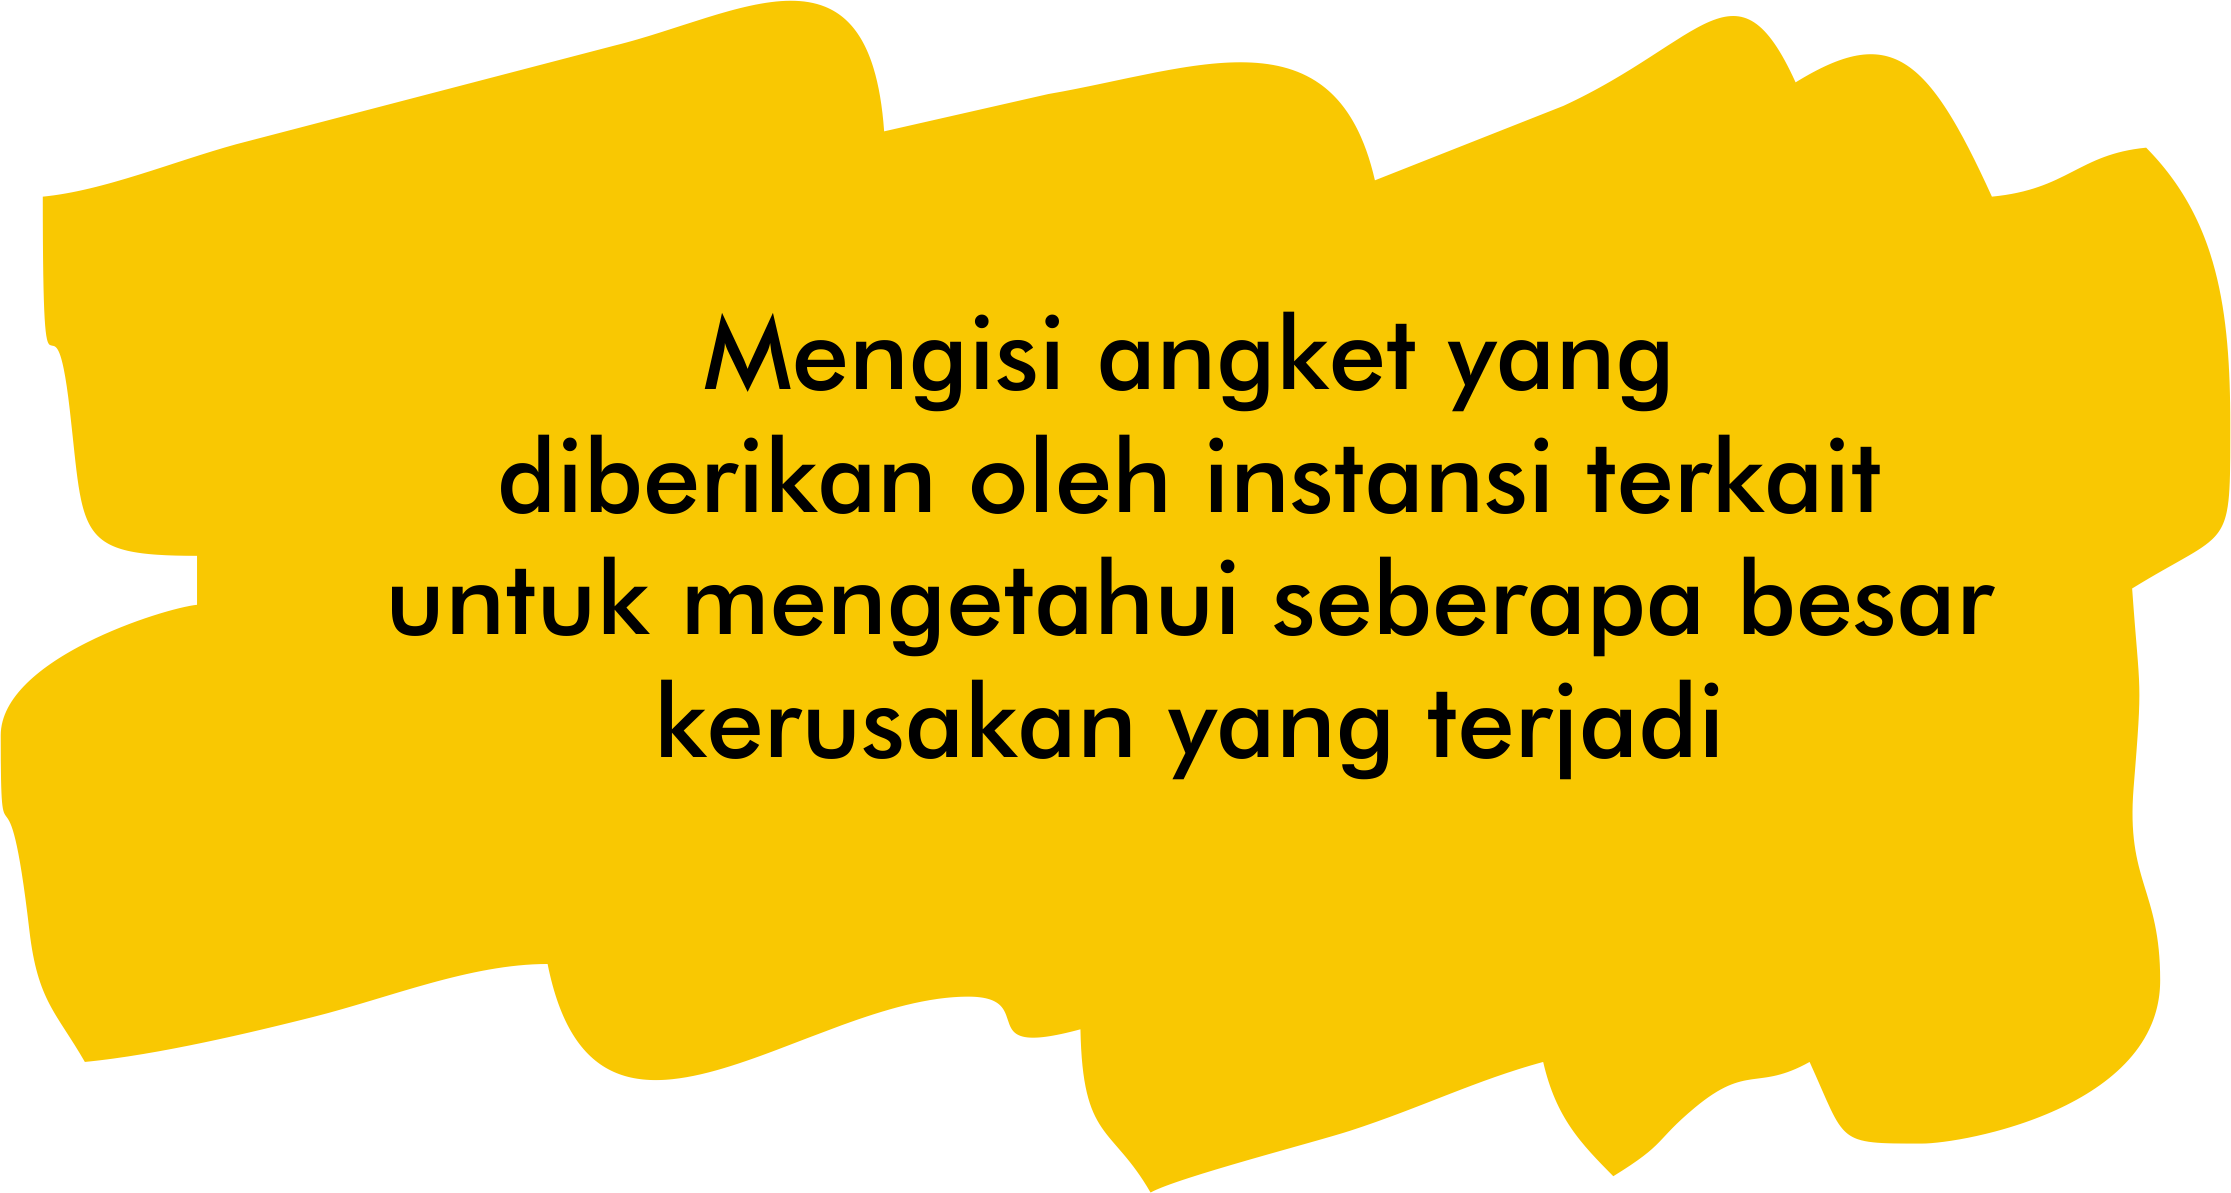 Mengisi angket yang
diberikan oleh instansi terkait
untuk mengetahui seberapa besar
kerusakan yang terjadi